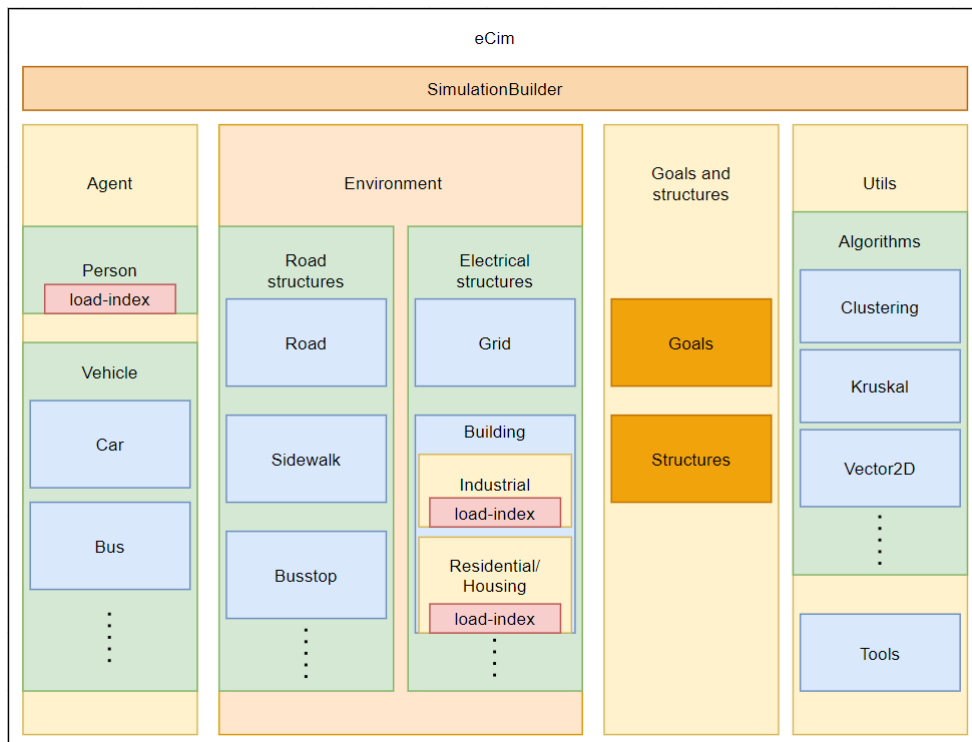 eCim
SimulationBuilder
Agent
Person
load-index
Vehicle
Car
Bus
Environment
Road
structures
Road
Sidewalk
Busstop
Electrical
structures
Grid
Building
Industrial
load-index
Residential/
Housing
load-index
Goals and
structures
Goals
Structures
Utils
Algorithms
Clustering
Kruskal
Vector2D
Tools